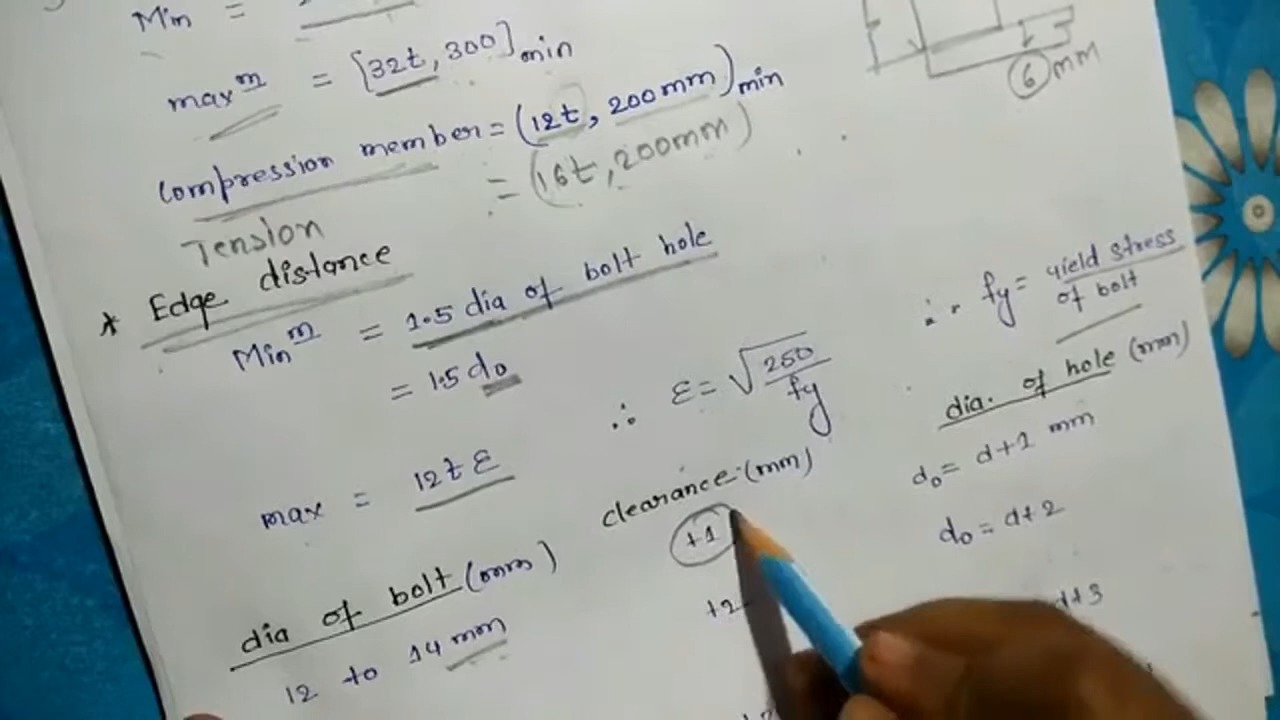 Min =
6 mm
max^m = [32t, 300]min
compression member = (12t, 200mm)min
= (16t, 200mm)
Tension
* Edge distance
Min^m = 1.5 dia of bolt hole
= 1.5 d₀
∴ fy = yield stress of bolt
∴ ε = √250/fy
max = 12tε
dia of bolt (mm) clearance (mm) dia. of hole (mm)
12 to 14 mm +1 d₀ = d+1 mm
+2 d₀ = d+2
d+3